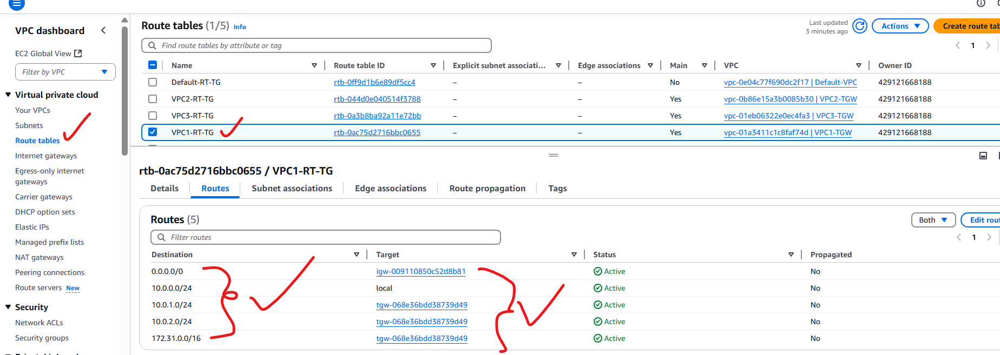 VPC dashboard
EC2 Global View
Filter by VPC
Virtual private cloud
Your VPCs
Subnets
Route tables
Internet gateways
Egress-only internet
gateways
Carrier gateways
DHCP option sets
Elastic IPs
Managed prefix lists
NAT gateways
Peering connections
Route servers New
Security
Network ACLs
Security groups
Route tables (1/5) Info
Last updated
3 minutes ago
Actions
Create route tab
Find route tables by attribute or tag
1
Name Route table ID Explicit subnet associati... Edge associations Main VPC Owner ID
Default-RT-TG rtb-0ff9d1b6e89df5cc4 – – No vpc-0e04c77f690dc2f17 | Default-VPC 429121668188
VPC2-RT-TG rtb-044d0e040514f3788 – – Yes vpc-0b86e15a3b0085b30 | VPC2-TGW 429121668188
VPC3-RT-TG rtb-0a3b8ba92a11e72bb – – Yes vpc-01eb06322e0ec4fa3 | VPC3-TGW 429121668188
VPC1-RT-TG rtb-0ac75d2716bbc0655 – – Yes vpc-01a3411c1c8faf74d | VPC1-TGW 429121668188
rtb-0ac75d2716bbc0655 / VPC1-RT-TG
Details Routes Subnet associations Edge associations Route propagation Tags
Routes (5)
Both
Edit rout
Filter routes
1
Destination Target Status Propagated
0.0.0.0/0 igw-009110850c52d8b81 Active No
10.0.0.0/24 local Active No
10.0.1.0/24 tgw-068e36bdd38739d49 Active No
10.0.2.0/24 tgw-068e36bdd38739d49 Active No
172.31.0.0/16 tgw-068e36bdd38739d49 Active No